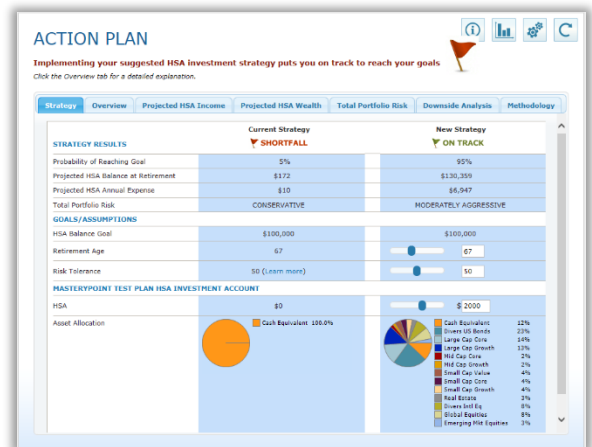 ACTION PLAN
Implementing your suggested HSA investment strategy puts you on track to reach your goals
Click the Overview tab for a detailed explanation.
Strategy Overview Projected HSA Income Projected HSA Wealth Total Portfolio Risk Downside Analysis Methodology
Current Strategy New Strategy
STRATEGY RESULTS SHORTFALL ON TRACK
Probability of Reaching Goal 5% 95%
Projected HSA Balance at Retirement $172 $130,359
Projected HSA Annual Expense $10 $6,947
Total Portfolio Risk CONSERVATIVE MODERATELY AGGRESSIVE
GOALS/ASSUMPTIONS
HSA Balance Goal $100,000 $100,000
Retirement Age 67 67
Risk Tolerance 50 (Learn more) 50
MASTERYPOINT TEST PLAN HSA INVESTMENT ACCOUNT
HSA $0 $ 2000
Asset Allocation Cash Equivalent 100.0% Cash Equivalent 12%
Divers US Bonds 23%
Large Cap Core 14%
Large Cap Growth 13%
Mid Cap Core 2%
Mid Cap Growth 2%
Small Cap Value 4%
Small Cap Core 4%
Small Cap Growth 4%
Real Estate 3%
Divers Intl Eq 8%
Global Equities 8%
Emerging Mkt Equities 3%